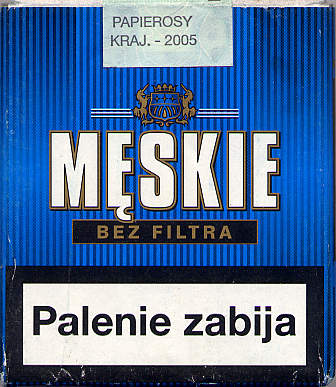 PAPIEROSY
KRAJ. - 2005
MĘSKIE
BEZ FILTRA
Palenie zabija